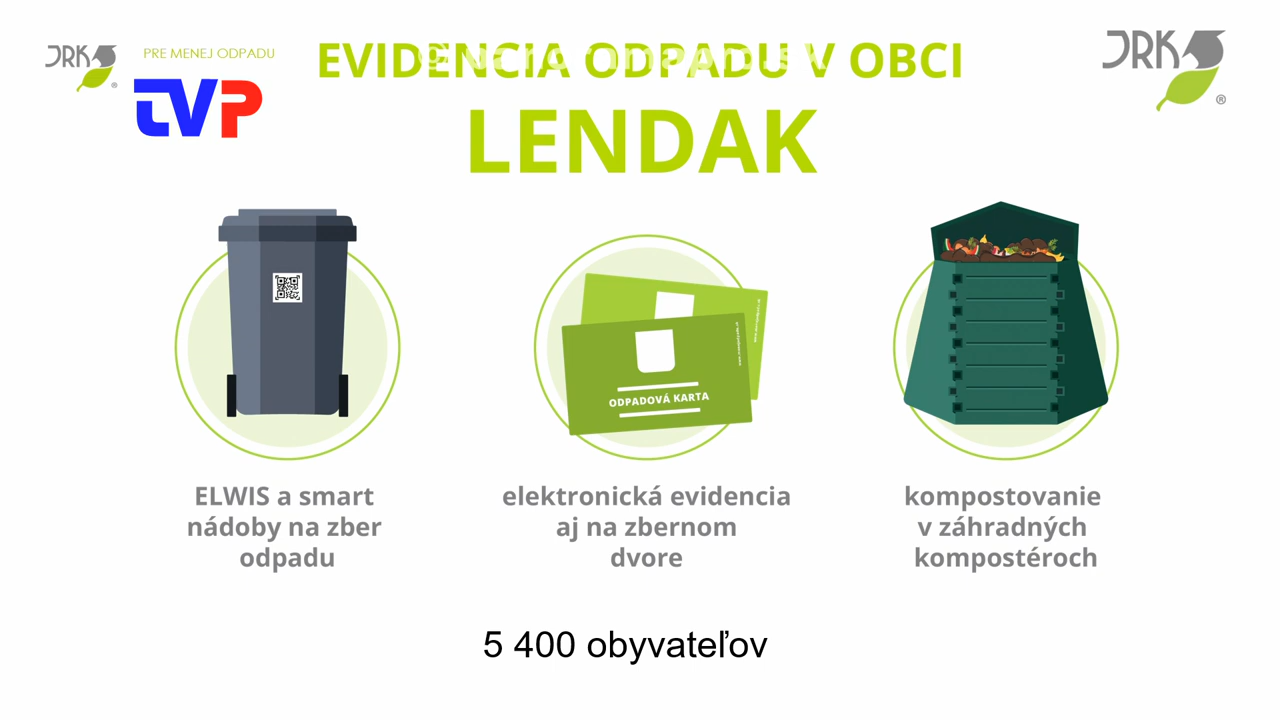 JRK
PRE MENEJ ODPADU
TVP
EVIDENCIA ODPADU V OBCI
JRK
LENDAK
ODPADOVÁ KARTA
ELWIS a smart
nádoby na zber
odpadu
elektronická evidencia
aj na zbernom
dvore
kompostovanie
v záhradných
kompostéroch
5 400 obyvateľov